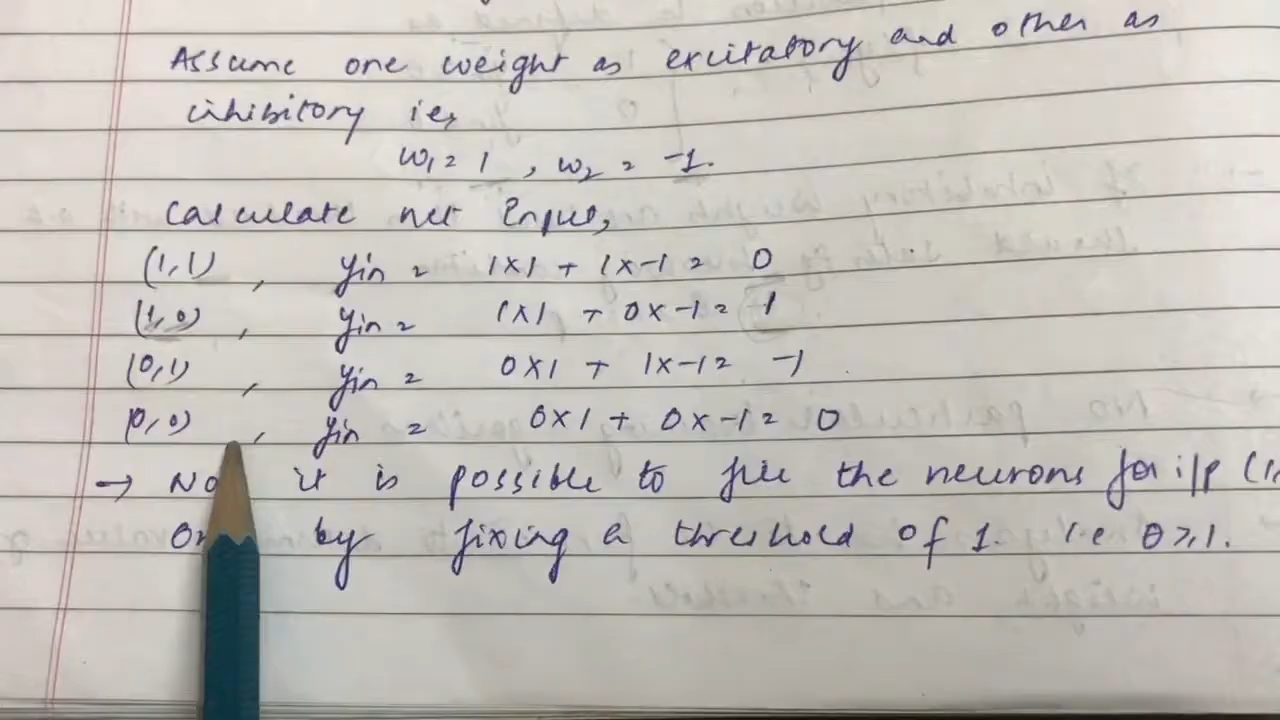 Assume one weight as excitatory and other as
inhibitory ie,
w1 = 1 , w2 = -1.
Calculate net Input,
(1,1) , yin = 1x1 + 1x-1 = 0
(1,0) , yin = 1x1 + 0x-1 = 1
(0,1) , yin = 0x1 + 1x-1 = -1
(0,0) , yin = 0x1 + 0x-1 = 0
→ it is possible to fire the neurons for i/p (1,
by fixing a threshold of 1. i.e θ ≥ 1.